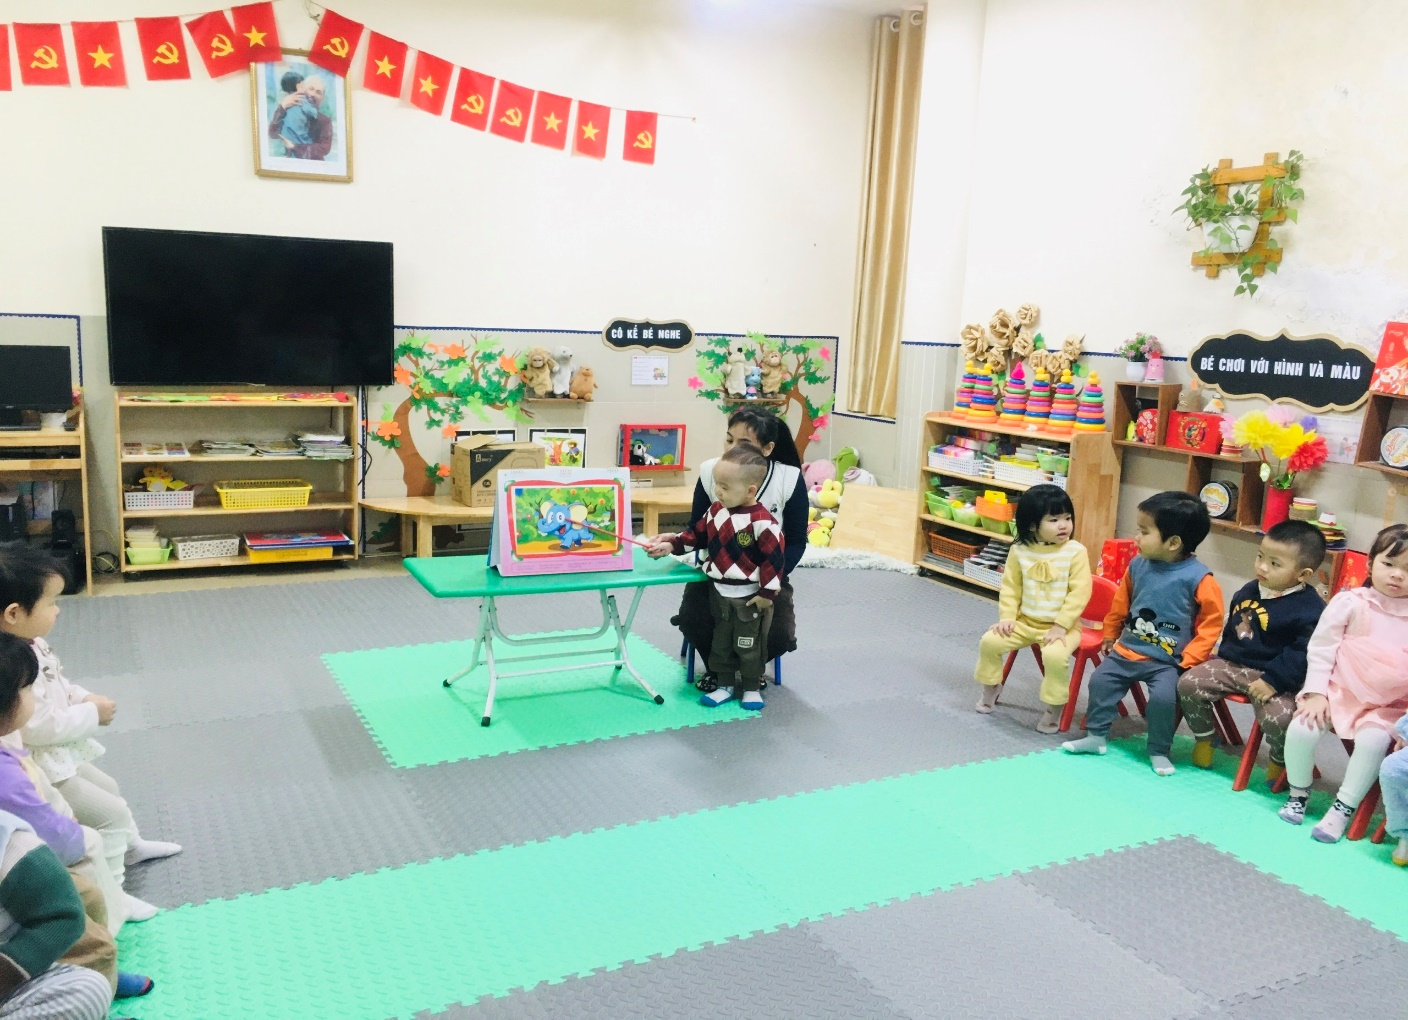 CÔ KỂ BÉ NGHE
BÉ CHƠI VỚI HÌNH VÀ MÀU